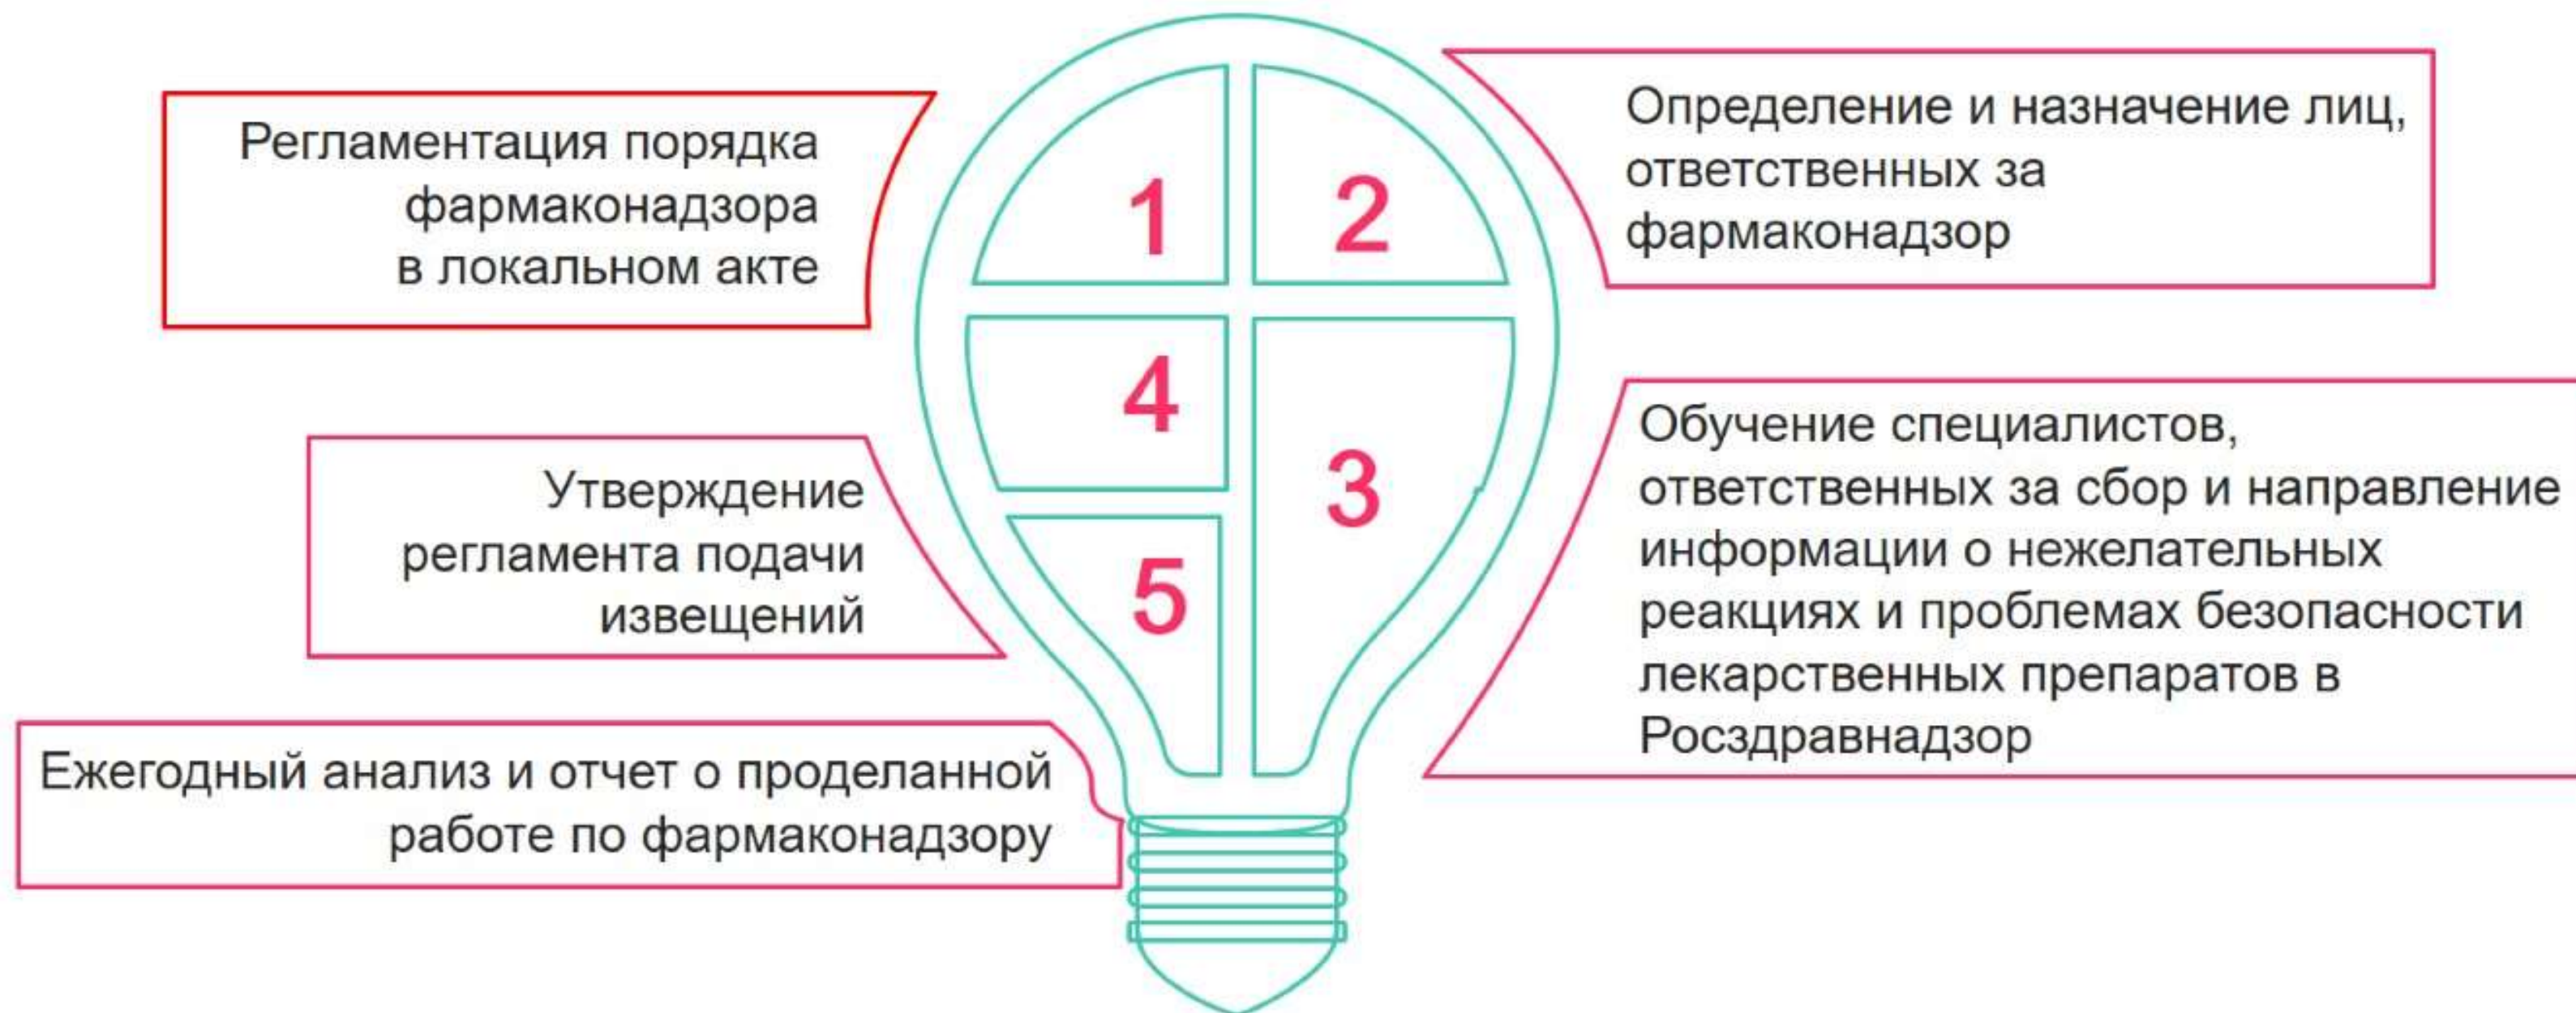 1
Регламентация порядка
фармаконадзора
в локальном акте
2
Определение и назначение лиц,
ответственных за
фармаконадзор
3
Обучение специалистов,
ответственных за сбор и направление
информации о нежелательных
реакциях и проблемах безопасности
лекарственных препаратов в
Росздравнадзор
4
Утверждение
регламента подачи
извещений
5
Ежегодный анализ и отчет о проделанной
работе по фармаконадзору